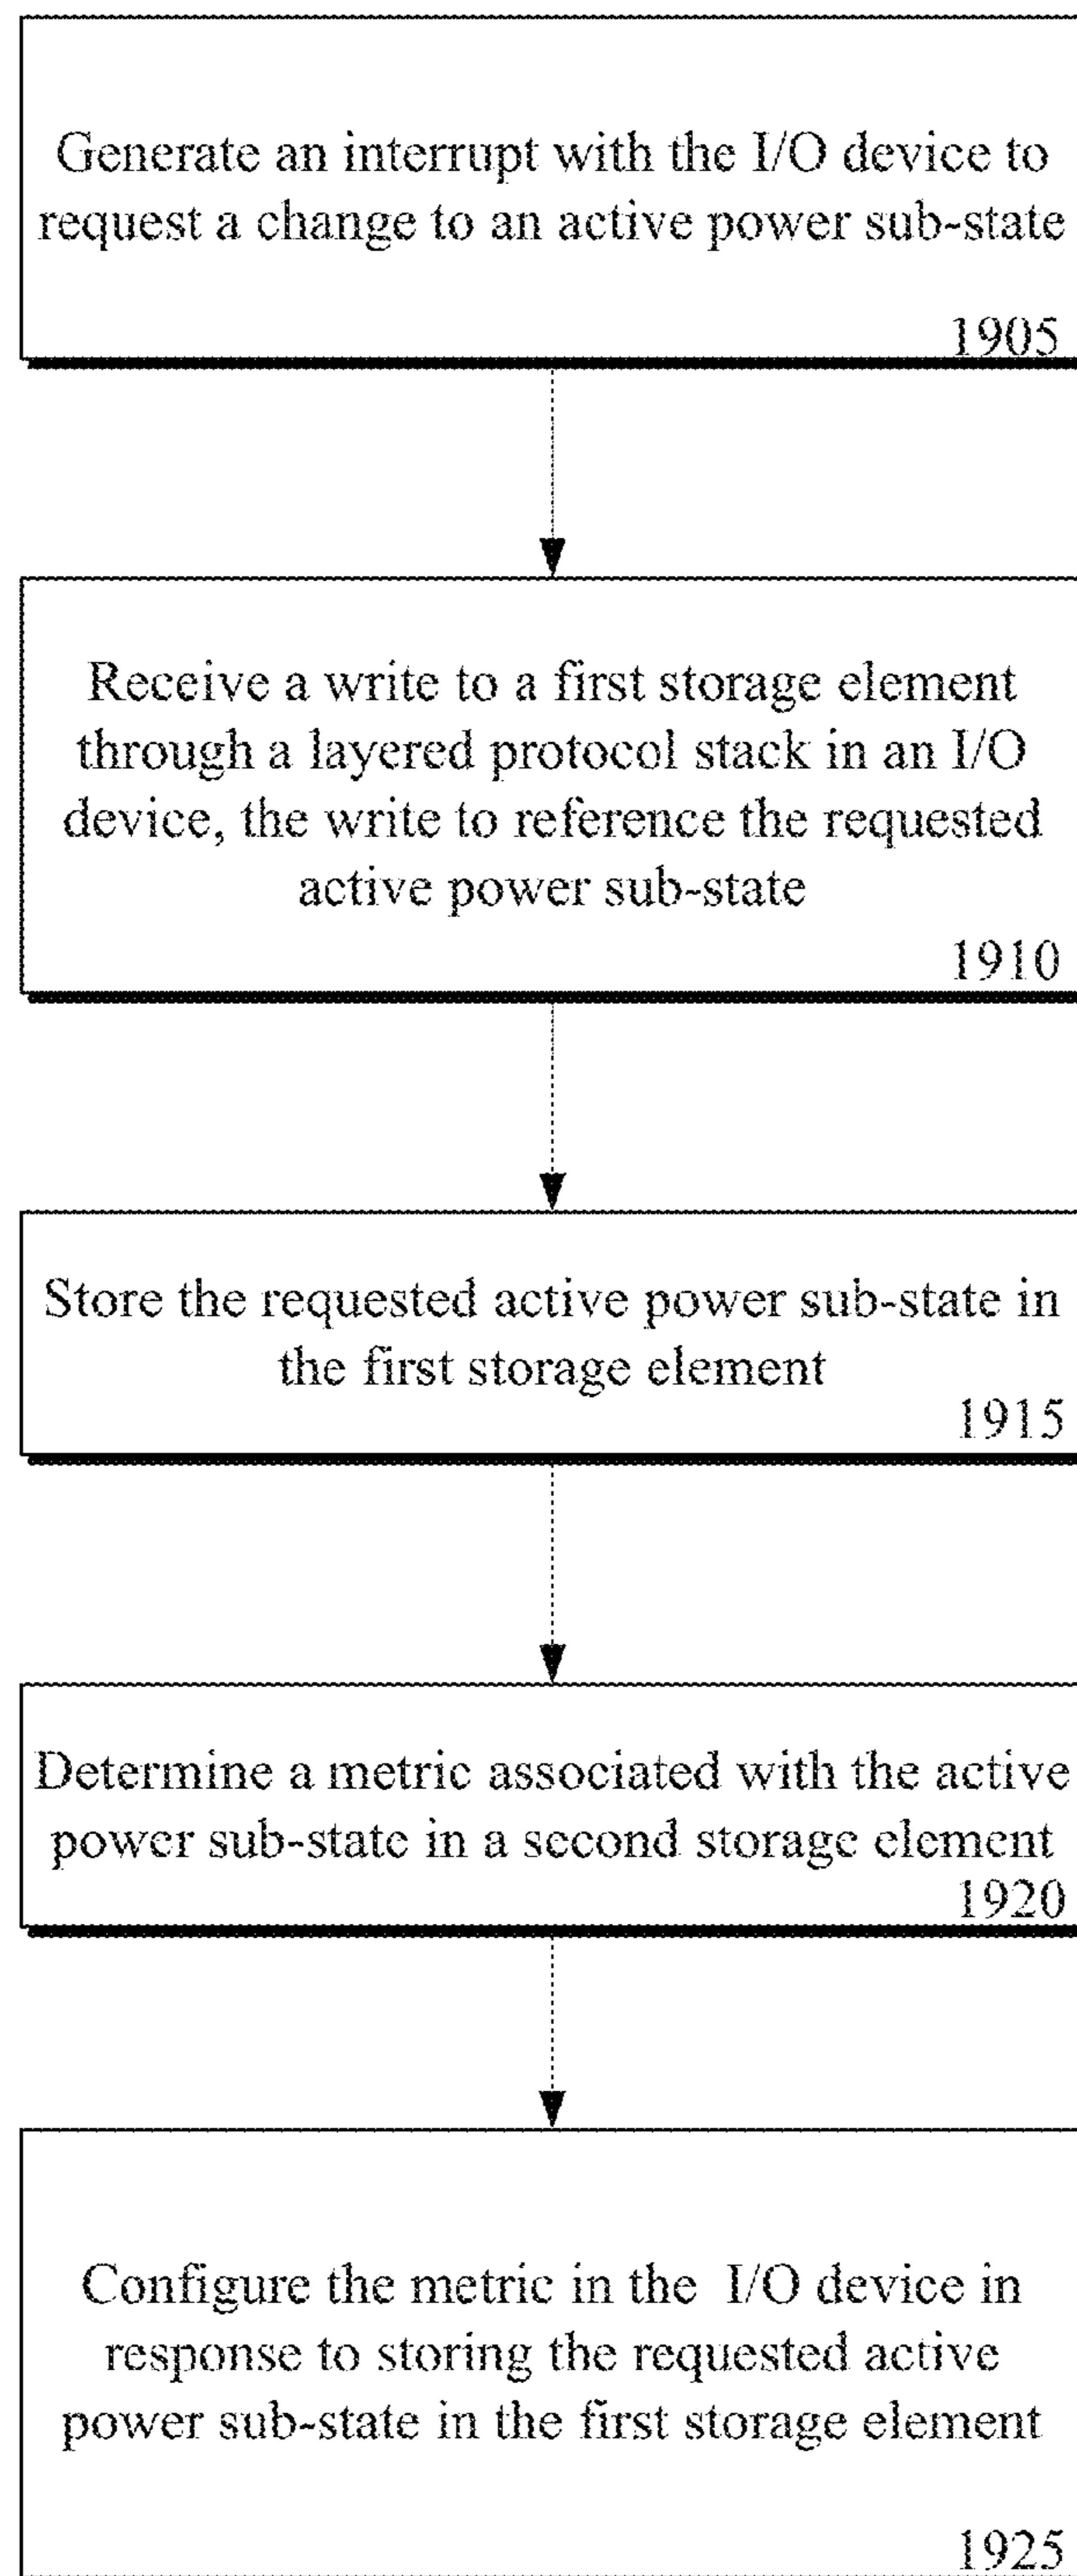 Generate an interrupt with the I/O device to
request a change to an active power sub-state
1905
Receive a write to a first storage element
through a layered protocol stack in an I/O
device, the write to reference the requested
active power sub-state
1910
Store the requested active power sub-state in
the first storage element
1915
Determine a metric associated with the active
power sub-state in a second storage element
1920
Configure the metric in the I/O device in
response to storing the requested active
power sub-state in the first storage element
1925